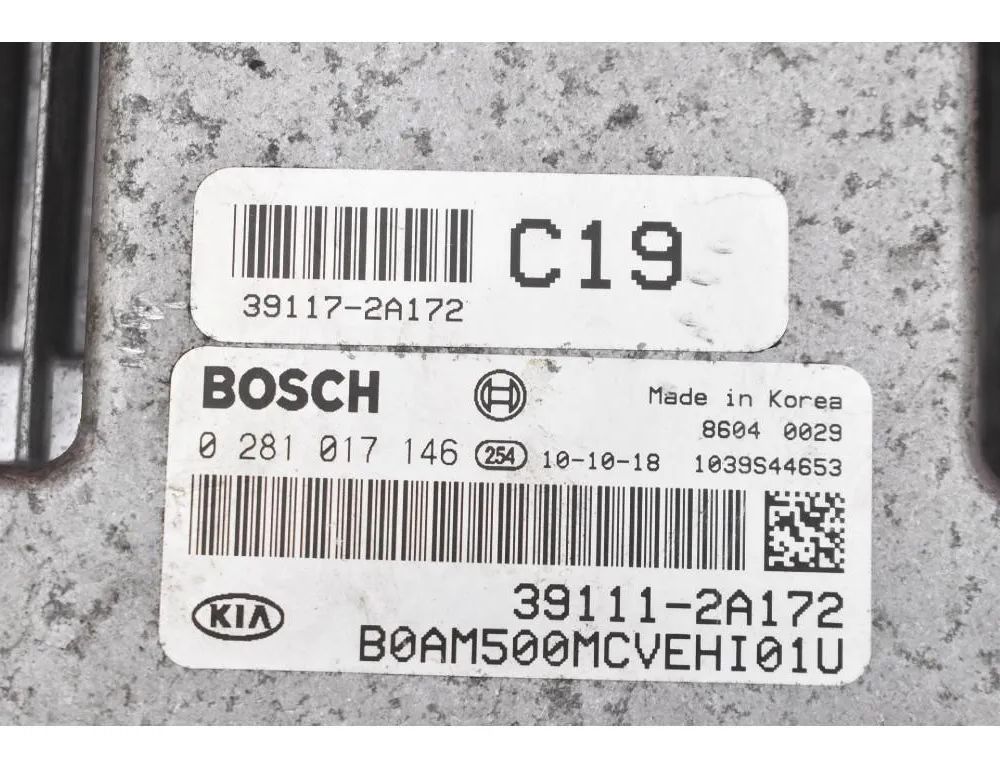 C19
39117-2A172
BOSCH
Made in Korea
8604 0029
0 281 017 146 254 10-10-18 1039S44653
39111-2A172
KIA
B0AM500MCVEHI01U